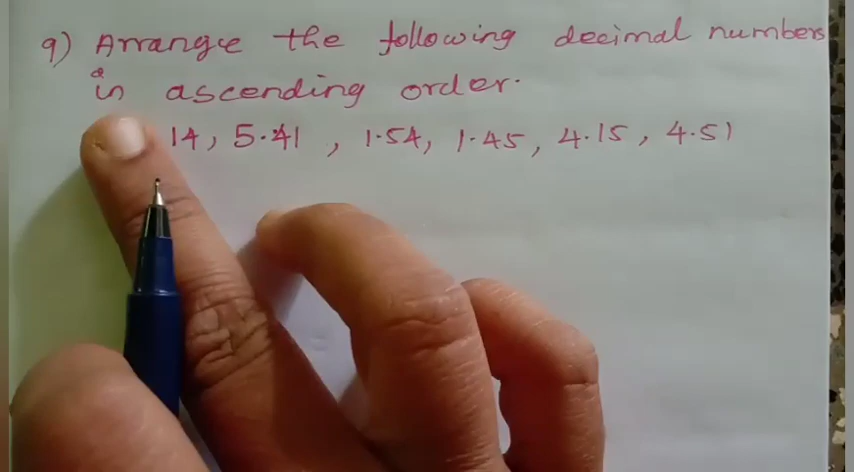 9) Arrange the following decimal numbers
in ascending order.
14, 5.41, 1.54, 1.45, 4.15, 4.51